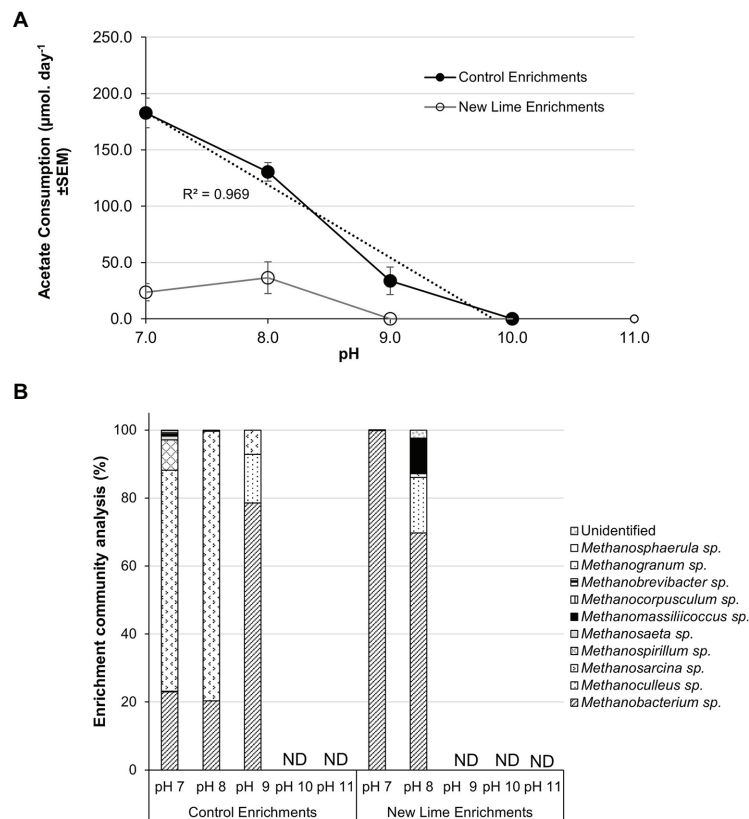 A
250.0
200.0
150.0
100.0
50.0
0.0
Acetate Consumption (µmol. day⁻¹
±SEM)
Control Enrichments
New Lime Enrichments
R² = 0.969
7.0 8.0 9.0 10.0 11.0
pH
B
100
80
60
40
20
0
Enrichment community analysis (%)
Unidentified
Methanosphaerula sp.
Methanogranum sp.
Methanobrevibacter sp.
Methanocorpusculum sp.
Methanomassiliicoccus sp.
Methanosaeta sp.
Methanospirillum sp.
Methanosarcina sp.
Methanoculleus sp.
Methanobacterium sp.
ND ND ND ND ND
pH 7 pH 8 pH 9 pH 10 pH 11 pH 7 pH 8 pH 9 pH 10 pH 11
Control Enrichments New Lime Enrichments